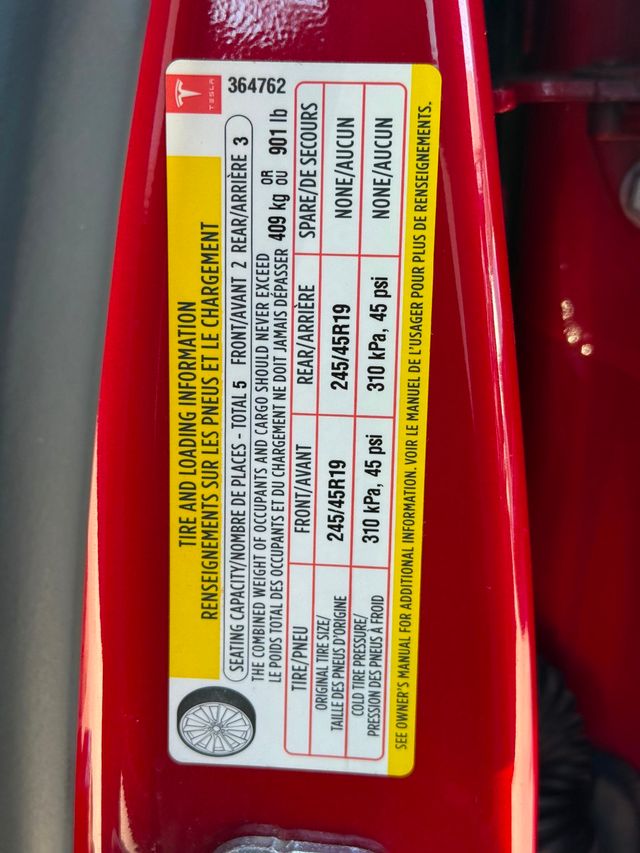 TIRE AND LOADING INFORMATION
RENSEIGNEMENTS SUR LES PNEUS ET LE CHARGEMENT
TESLA
364762
SEATING CAPACITY/NOMBRE DE PLACES - TOTAL 5 FRONT/AVANT 2 REAR/ARRIÈRE 3
THE COMBINED WEIGHT OF OCCUPANTS AND CARGO SHOULD NEVER EXCEED
LE POIDS TOTAL DES OCCUPANTS ET DU CHARGEMENT NE DOIT JAMAIS DÉPASSER 409 kg OR OU 901 lb
TIRE/PNEU FRONT/AVANT REAR/ARRIÈRE SPARE/DE SECOURS
ORIGINAL TIRE SIZE/
TAILLE DES PNEUS D'ORIGINE 245/45R19 245/45R19 NONE/AUCUN
COLD TIRE PRESSURE/
PRESSION DES PNEUS À FROID 310 kPa, 45 psi 310 kPa, 45 psi NONE/AUCUN
SEE OWNER'S MANUAL FOR ADDITIONAL INFORMATION. VOIR LE MANUEL DE L'USAGER POUR PLUS DE RENSEIGNEMENTS.